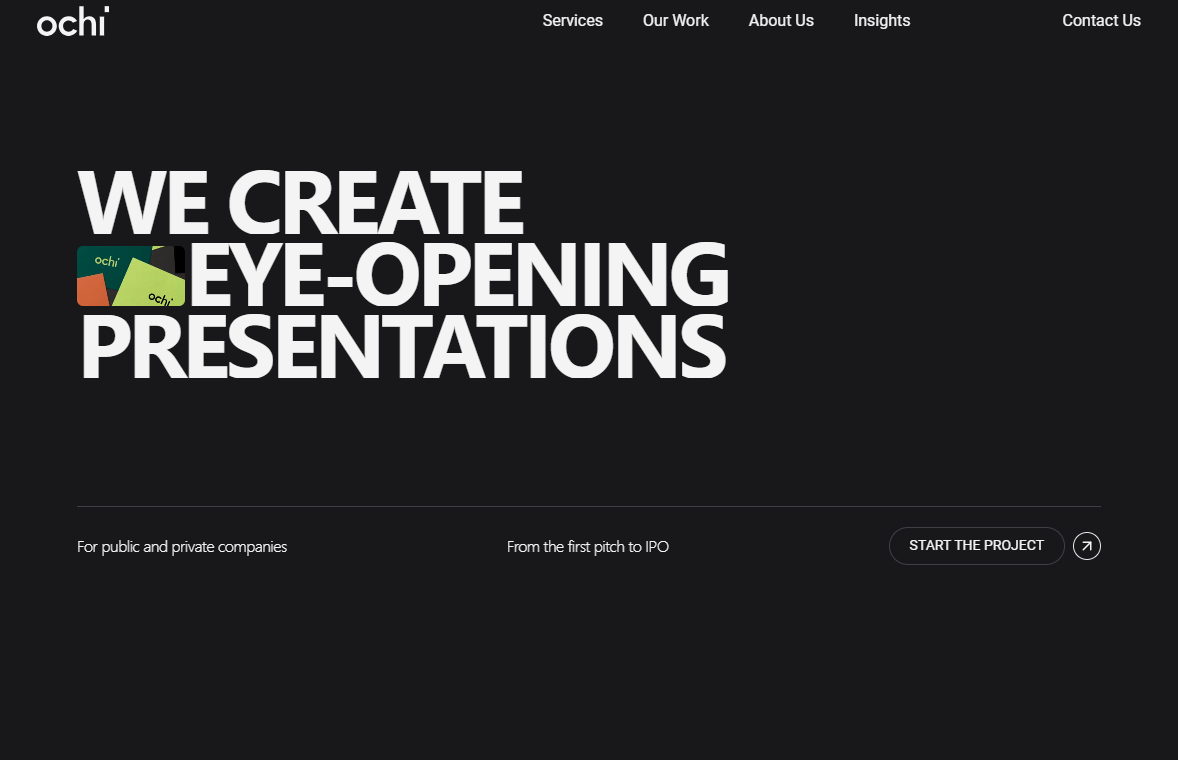 ochi
Services Our Work About Us Insights Contact Us
WE CREATE
ochi
ochi
EYE-OPENING
PRESENTATIONS
For public and private companies From the first pitch to IPO START THE PROJECT